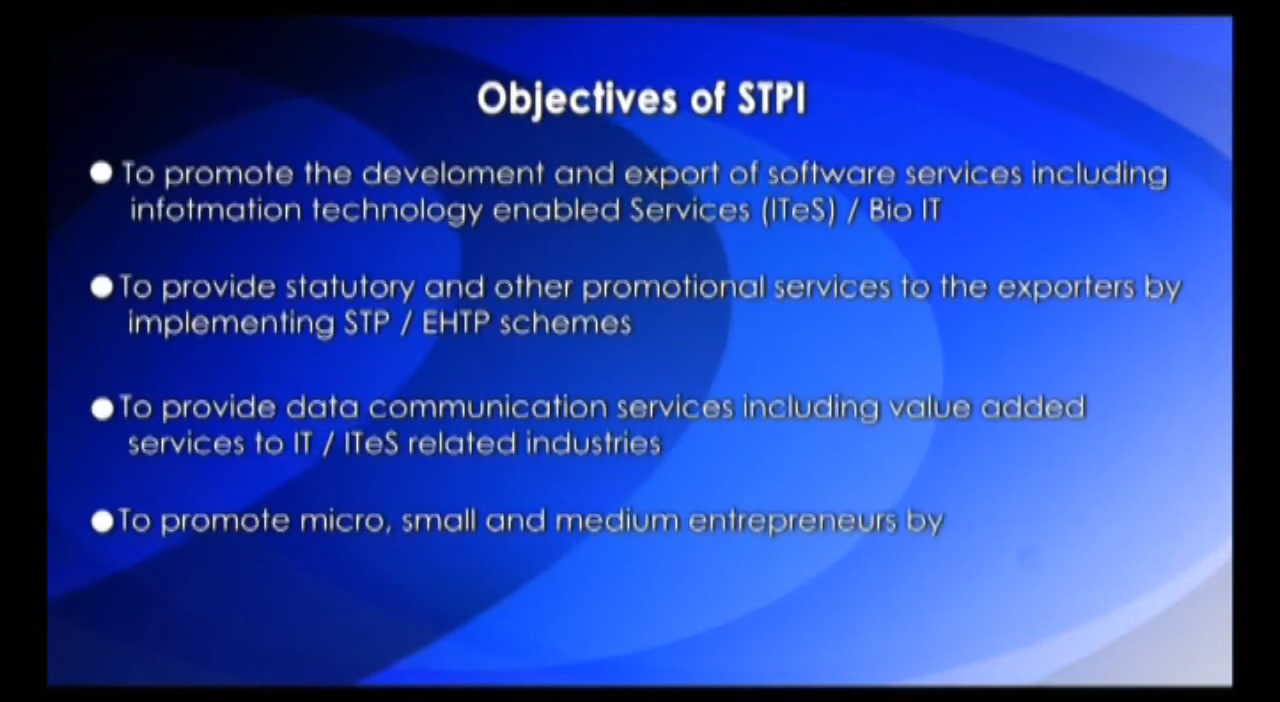 Objectives of STPI
To promote the develoment and export of software services including
infotmation technology enabled Services (ITeS) / Bio IT
To provide statutory and other promotional services to the exporters by
implementing STP / EHTP schemes
To provide data communication services including value added
services to IT / ITeS related industries
To promote micro, small and medium entrepreneurs by